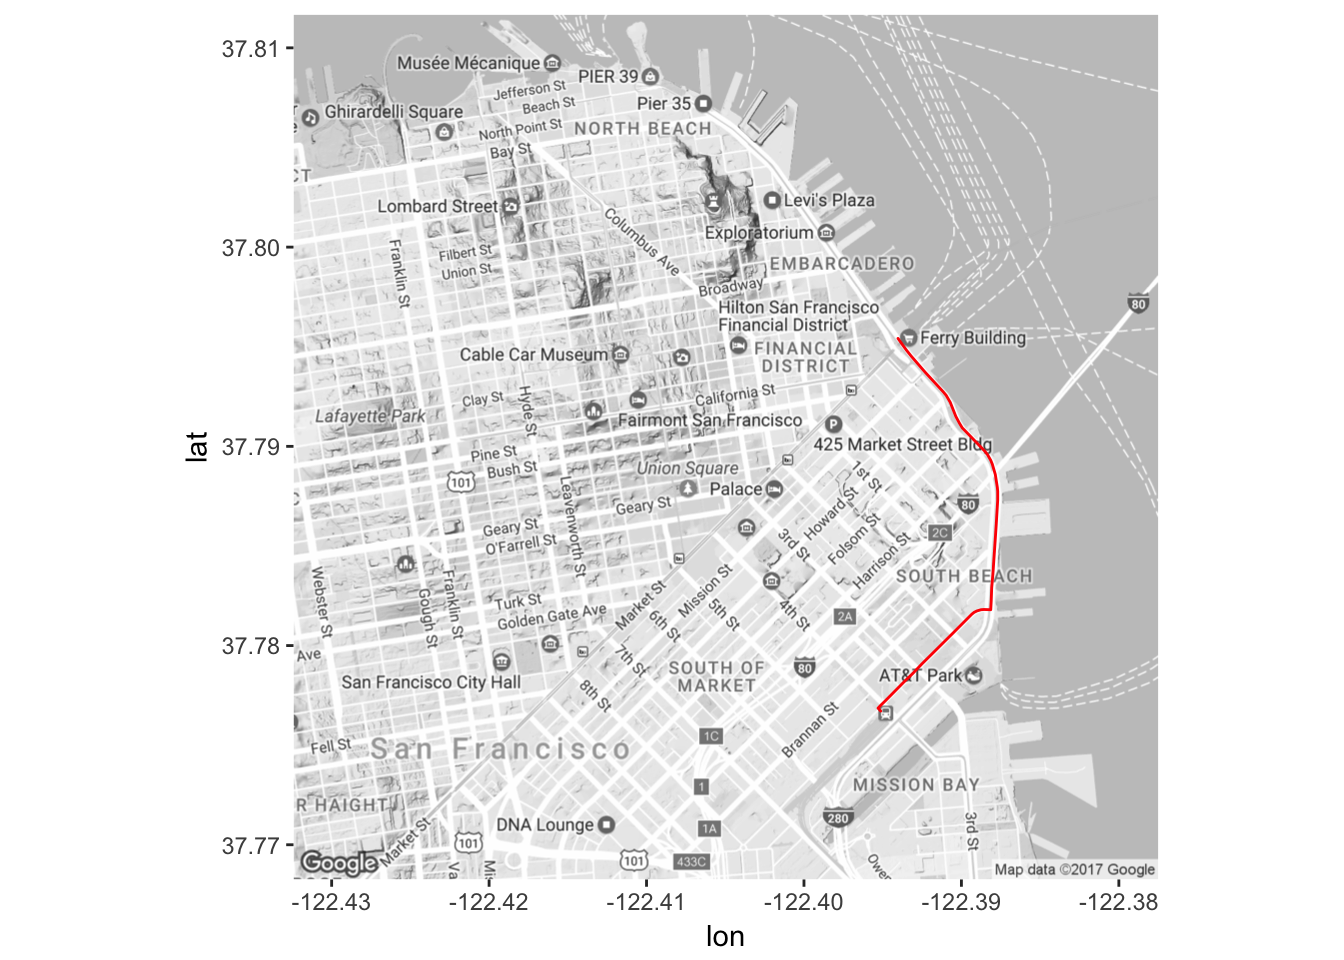 37.81
37.80
37.79
37.78
37.77
lat
-122.43
-122.42
-122.41
-122.40
-122.39
-122.38
lon
Musée Mécanique
PIER 39
Jefferson St
Beach St
Pier 35
Ghirardelli Square
North Point St
NORTH BEACH
Bay St
CT
Lombard Street
Levi's Plaza
Columbus Ave
Exploratorium
Franklin St
Filbert St
Union St
EMBARCADERO
Broadway
80
Hilton San Francisco
Financial District
Ferry Building
Cable Car Museum
FINANCIAL
DISTRICT
Clay St
Hyde St
California St
Lafayette Park
Fairmont San Francisco
P
425 Market Street Bldg
Pine St
Bush St
Union Square
101
1st St
Leavenworth St
Palace
Geary St
Howard St
80
Geary St
O'Farrell St
3rd St
Folsom St
Harrison St
2C
SOUTH BEACH
Webster St
Gough St
Franklin St
Market St
Mission St
Turk St
Golden Gate Ave
5th St
4th St
2A
6th St
Ave
7th St
SOUTH OF
MARKET
80
AT&T Park
San Francisco City Hall
8th St
Brannan St
1C
Fell St
San Francisco
MISSION BAY
1
R HAIGHT
280
DNA Lounge
1A
3rd St
Market St
101
101
433C
Owe
Va
Mi
Google
Map data ©2017 Google